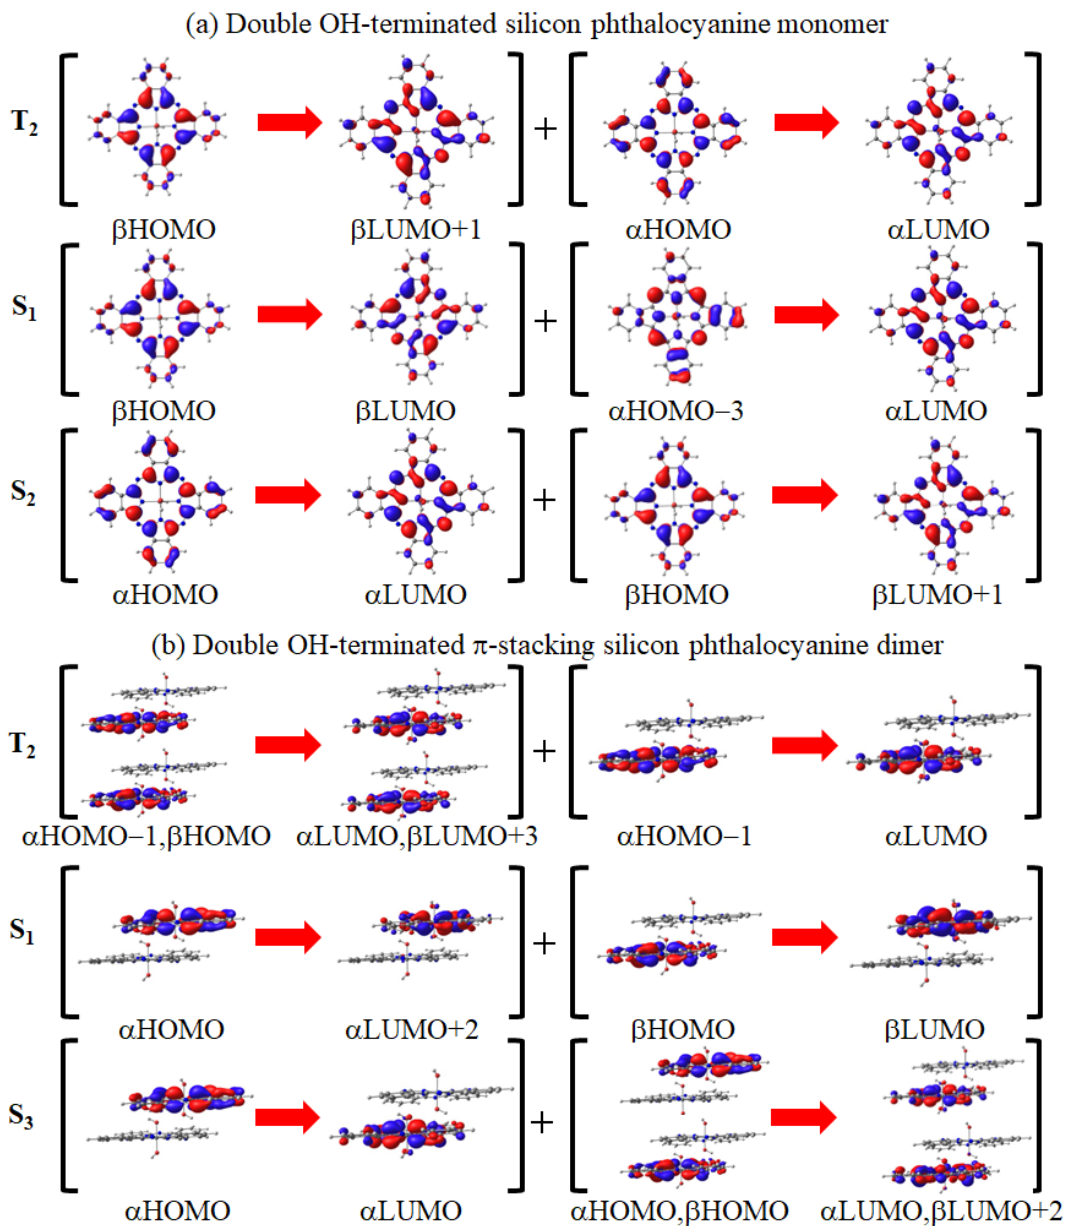 (a) Double OH-terminated silicon phthalocyanine monomer
T₂
+
βHOMO βLUMO+1 αHOMO αLUMO
S₁
+
βHOMO βLUMO αHOMO−3 αLUMO
S₂
+
αHOMO αLUMO βHOMO βLUMO+1
(b) Double OH-terminated π-stacking silicon phthalocyanine dimer
T₂
+
αHOMO−1,βHOMO αLUMO,βLUMO+3 αHOMO−1 αLUMO
S₁
+
αHOMO αLUMO+2 βHOMO βLUMO
S₃
+
αHOMO αLUMO αHOMO,βHOMO αLUMO,βLUMO+2